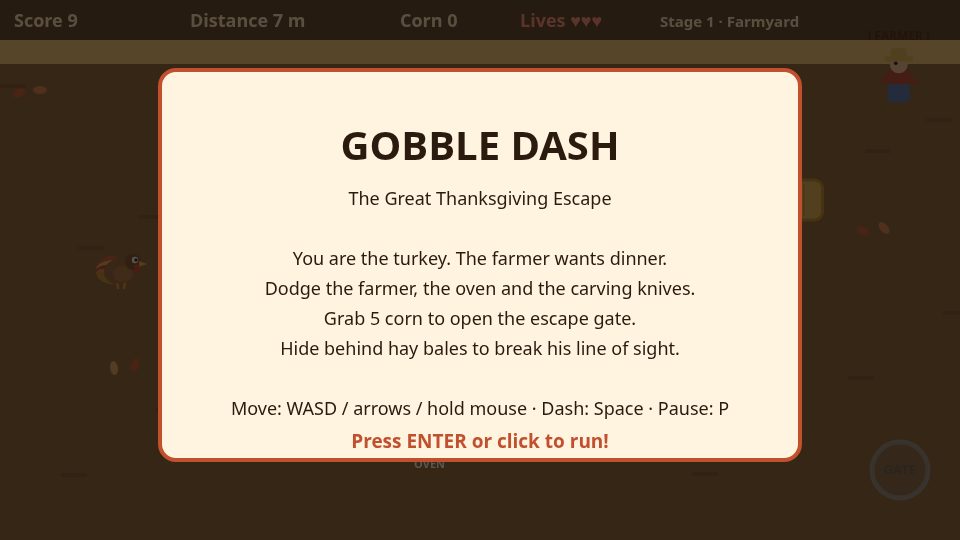 Score 9 Distance 7 m Corn 0 Lives ♥♥♥ Stage 1 · Farmyard
! FARMER !
GOBBLE DASH
The Great Thanksgiving Escape
You are the turkey. The farmer wants dinner.
Dodge the farmer, the oven and the carving knives.
Grab 5 corn to open the escape gate.
Hide behind hay bales to break his line of sight.
Move: WASD / arrows / hold mouse · Dash: Space · Pause: P
Press ENTER or click to run!
OVEN
GATE